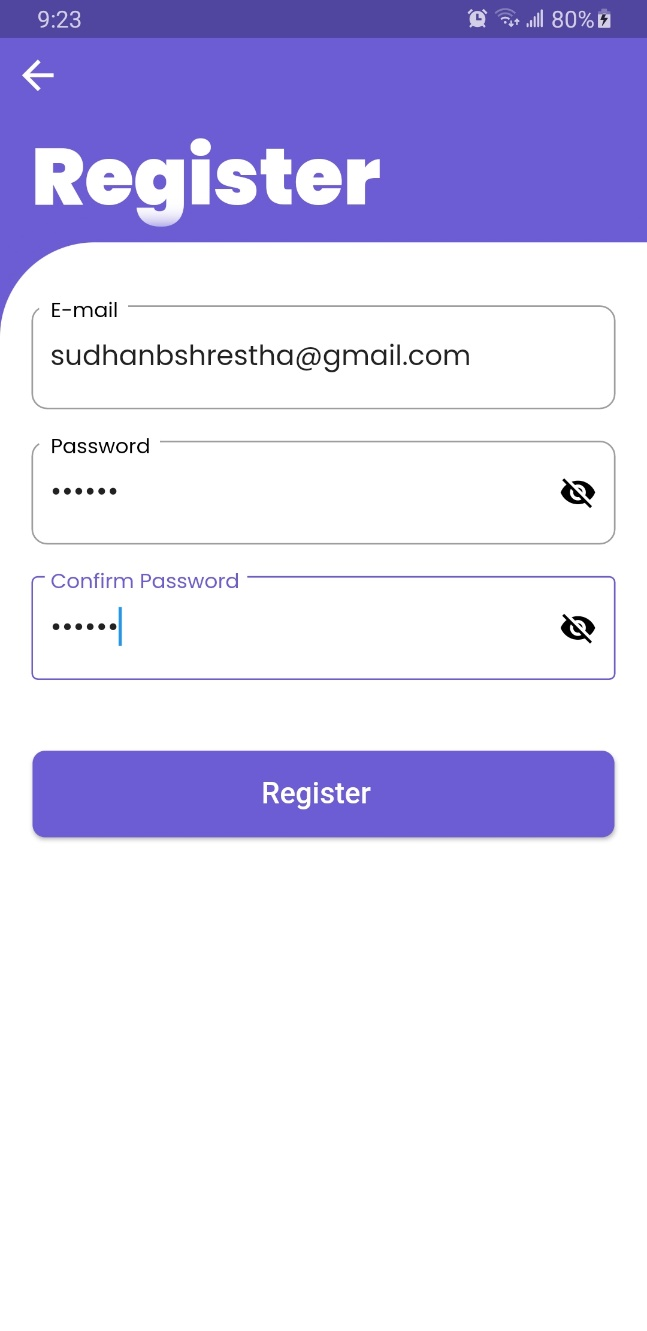 9:23
80%
Register
E-mail
sudhanbshrestha@gmail.com
Password
••••••
Confirm Password
••••••
Register